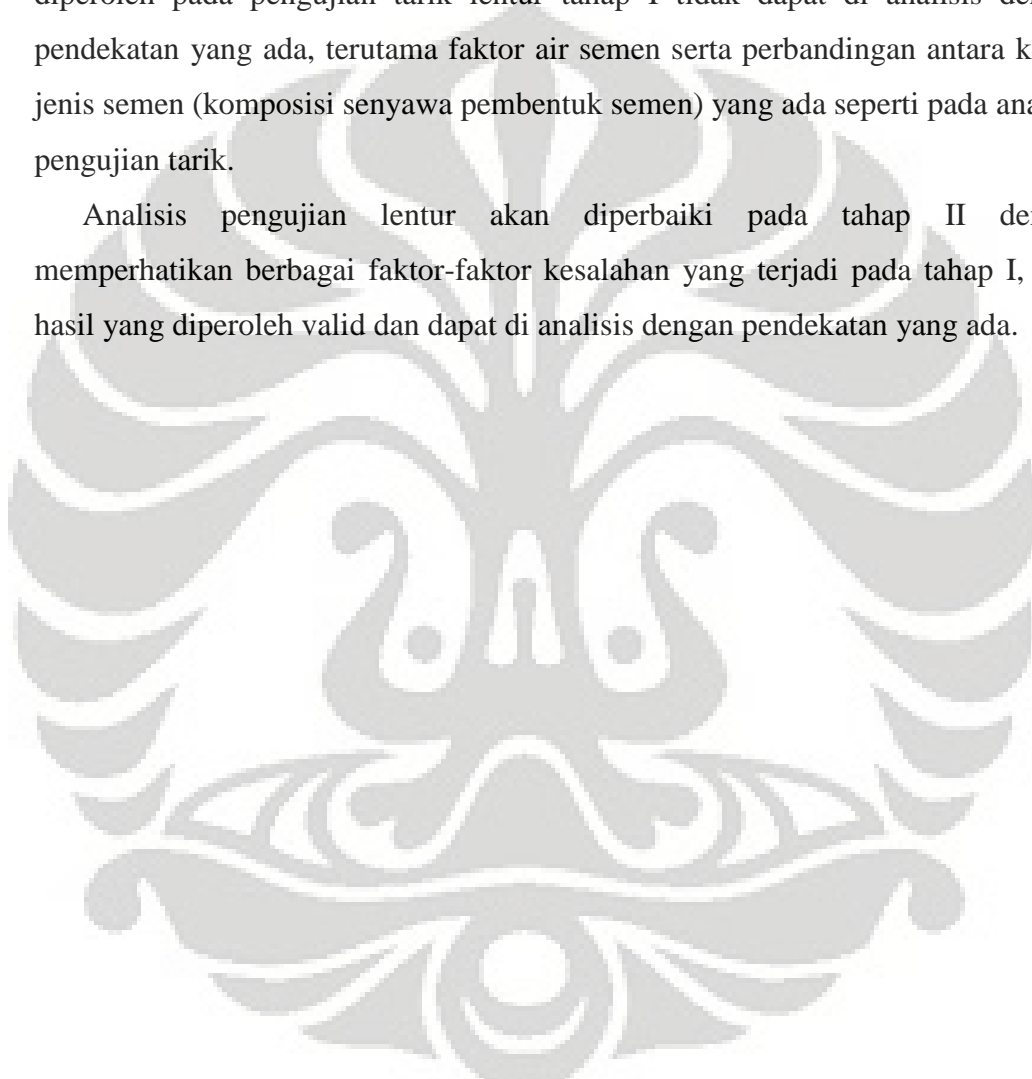 diperoleh pada pengujian tarik lentur tahap I tidak dapat di analisis
pendekatan yang ada, terutama faktor air semen serta perbandingan antara
jenis semen (komposisi senyawa pembentuk semen) yang ada seperti pada
pengujian tarik.
Analisis pengujian lentur akan diperbaiki pada tahap II
memperhatikan berbagai faktor-faktor kesalahan yang terjadi pada tahap I,
hasil yang diperoleh valid dan dapat di analisis dengan pendekatan yang ada.